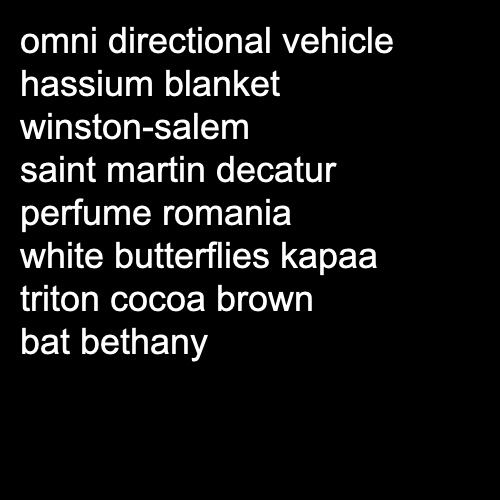 omni directional vehicle
hassium blanket
winston-salem
saint martin decatur
perfume romania
white butterflies kapaa
triton cocoa brown
bat bethany